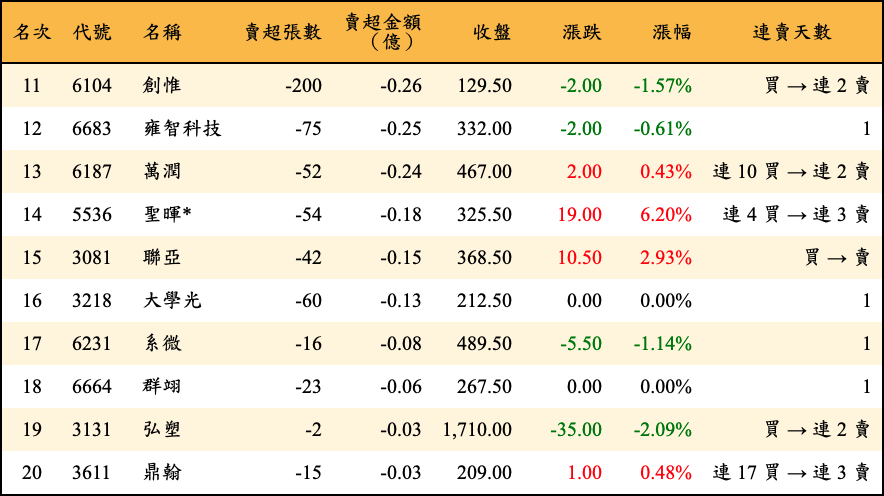 名次 代號 名稱 賣超張數 賣超金額（億） 收盤 漲跌 漲幅 連賣天數
11 6104 創惟 -200 -0.26 129.50 -2.00 -1.57% 買 → 連 2 賣
12 6683 雍智科技 -75 -0.25 332.00 -2.00 -0.61% 1
13 6187 萬潤 -52 -0.24 467.00 2.00 0.43% 連 10 買 → 連 2 賣
14 5536 聖暉* -54 -0.18 325.50 19.00 6.20% 連 4 買 → 連 3 賣
15 3081 聯亞 -42 -0.15 368.50 10.50 2.93% 買 → 賣
16 3218 大學光 -60 -0.13 212.50 0.00 0.00% 1
17 6231 系微 -16 -0.08 489.50 -5.50 -1.14% 1
18 6664 群翊 -23 -0.06 267.50 0.00 0.00% 1
19 3131 弘塑 -2 -0.03 1,710.00 -35.00 -2.09% 買 → 連 2 賣
20 3611 鼎翰 -15 -0.03 209.00 1.00 0.48% 連 17 買 → 連 3 賣